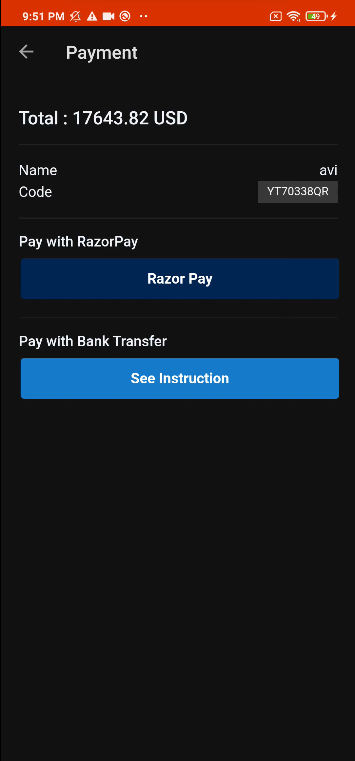 9:51 PM
49
Payment
Total : 17643.82 USD
Name avi
Code YT70338QR
Pay with RazorPay
Razor Pay
Pay with Bank Transfer
See Instruction